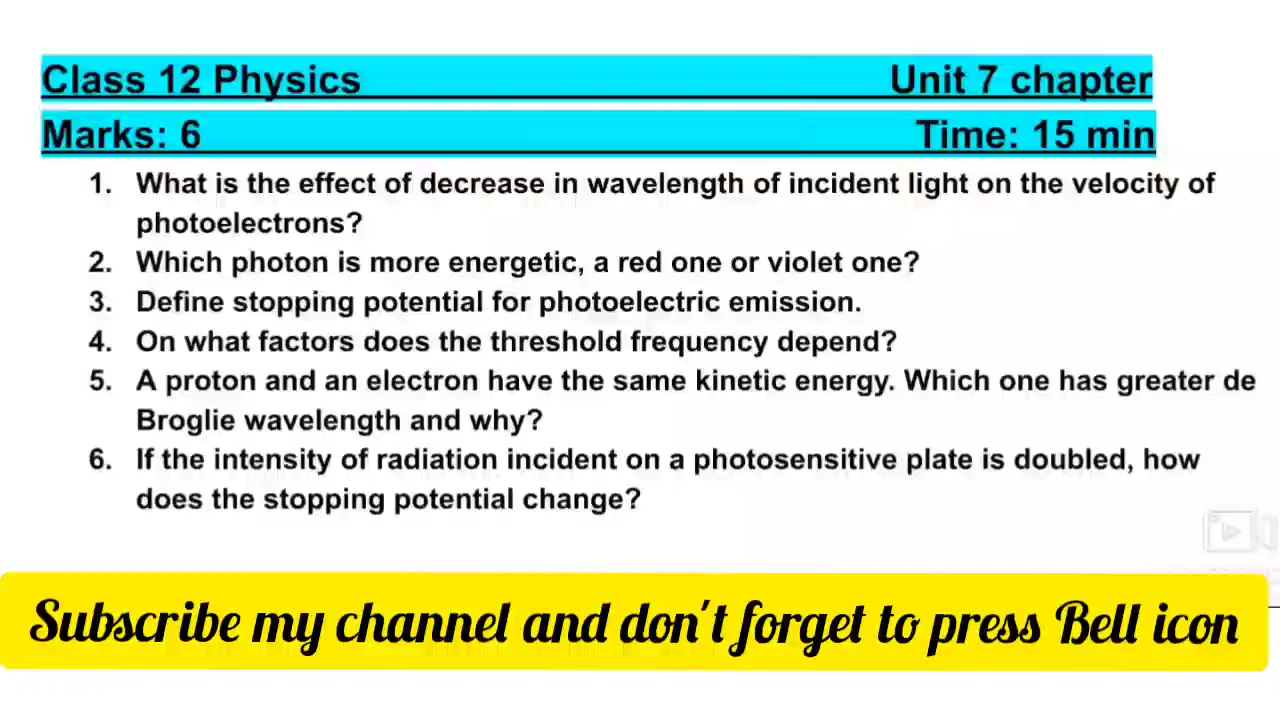 Class 12 Physics Unit 7 chapter
Marks: 6 Time: 15 min
1. What is the effect of decrease in wavelength of incident light on the velocity of
photoelectrons?
2. Which photon is more energetic, a red one or violet one?
3. Define stopping potential for photoelectric emission.
4. On what factors does the threshold frequency depend?
5. A proton and an electron have the same kinetic energy. Which one has greater de
Broglie wavelength and why?
6. If the intensity of radiation incident on a photosensitive plate is doubled, how
does the stopping potential change?
Subscribe my channel and don't forget to press Bell icon